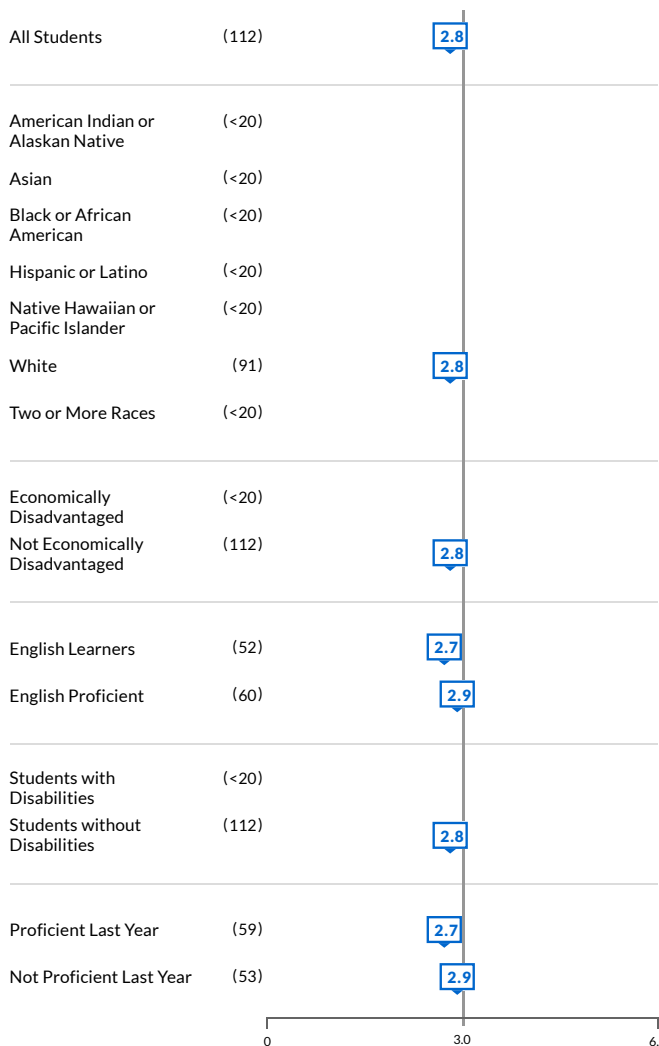 All Students (112) 2.8
American Indian or (<20)
Alaskan Native
Asian (<20)
Black or African (<20)
American
Hispanic or Latino (<20)
Native Hawaiian or (<20)
Pacific Islander
White (91) 2.8
Two or More Races (<20)
Economically (<20)
Disadvantaged
Not Economically (112) 2.8
Disadvantaged
English Learners (52) 2.7
English Proficient (60) 2.9
Students with (<20)
Disabilities
Students without (112) 2.8
Disabilities
Proficient Last Year (59) 2.7
Not Proficient Last Year (53) 2.9
0 3.0 6.